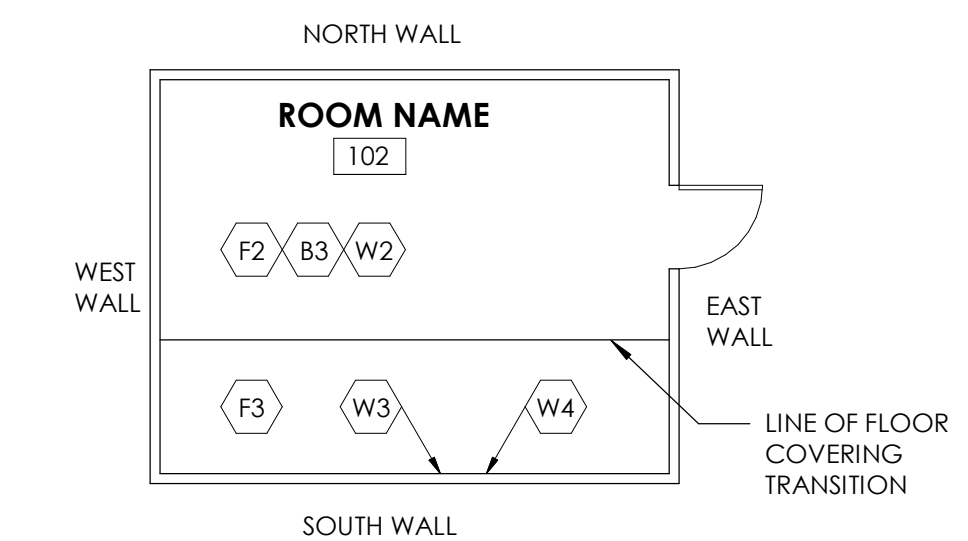 NORTH WALL
ROOM NAME
102
F2 B3 W2
WEST
WALL
EAST
WALL
F3 W3 W4
LINE OF FLOOR
COVERING
TRANSITION
SOUTH WALL